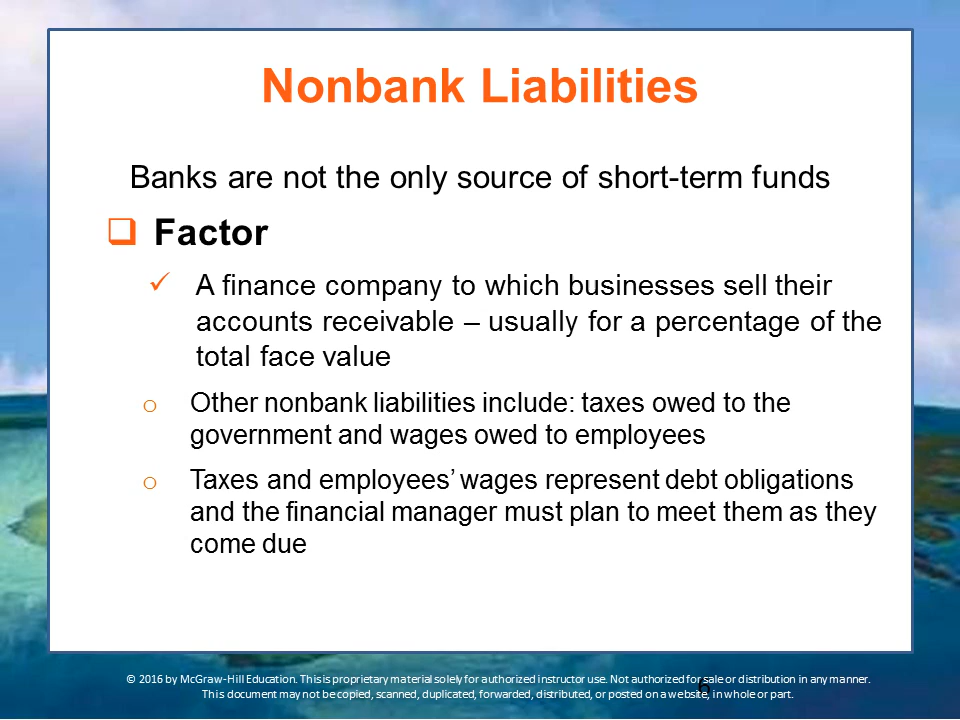 Nonbank Liabilities
Banks are not the only source of short-term funds
Factor
A finance company to which businesses sell their
accounts receivable – usually for a percentage of the
total face value
Other nonbank liabilities include: taxes owed to the
government and wages owed to employees
Taxes and employees’ wages represent debt obligations
and the financial manager must plan to meet them as they
come due
© 2016 by McGraw-Hill Education. This is proprietary material solely for authorized instructor use. Not authorized for sale or distribution in any manner.
This document may not be copied, scanned, duplicated, forwarded, distributed, or posted on a website, in whole or part.